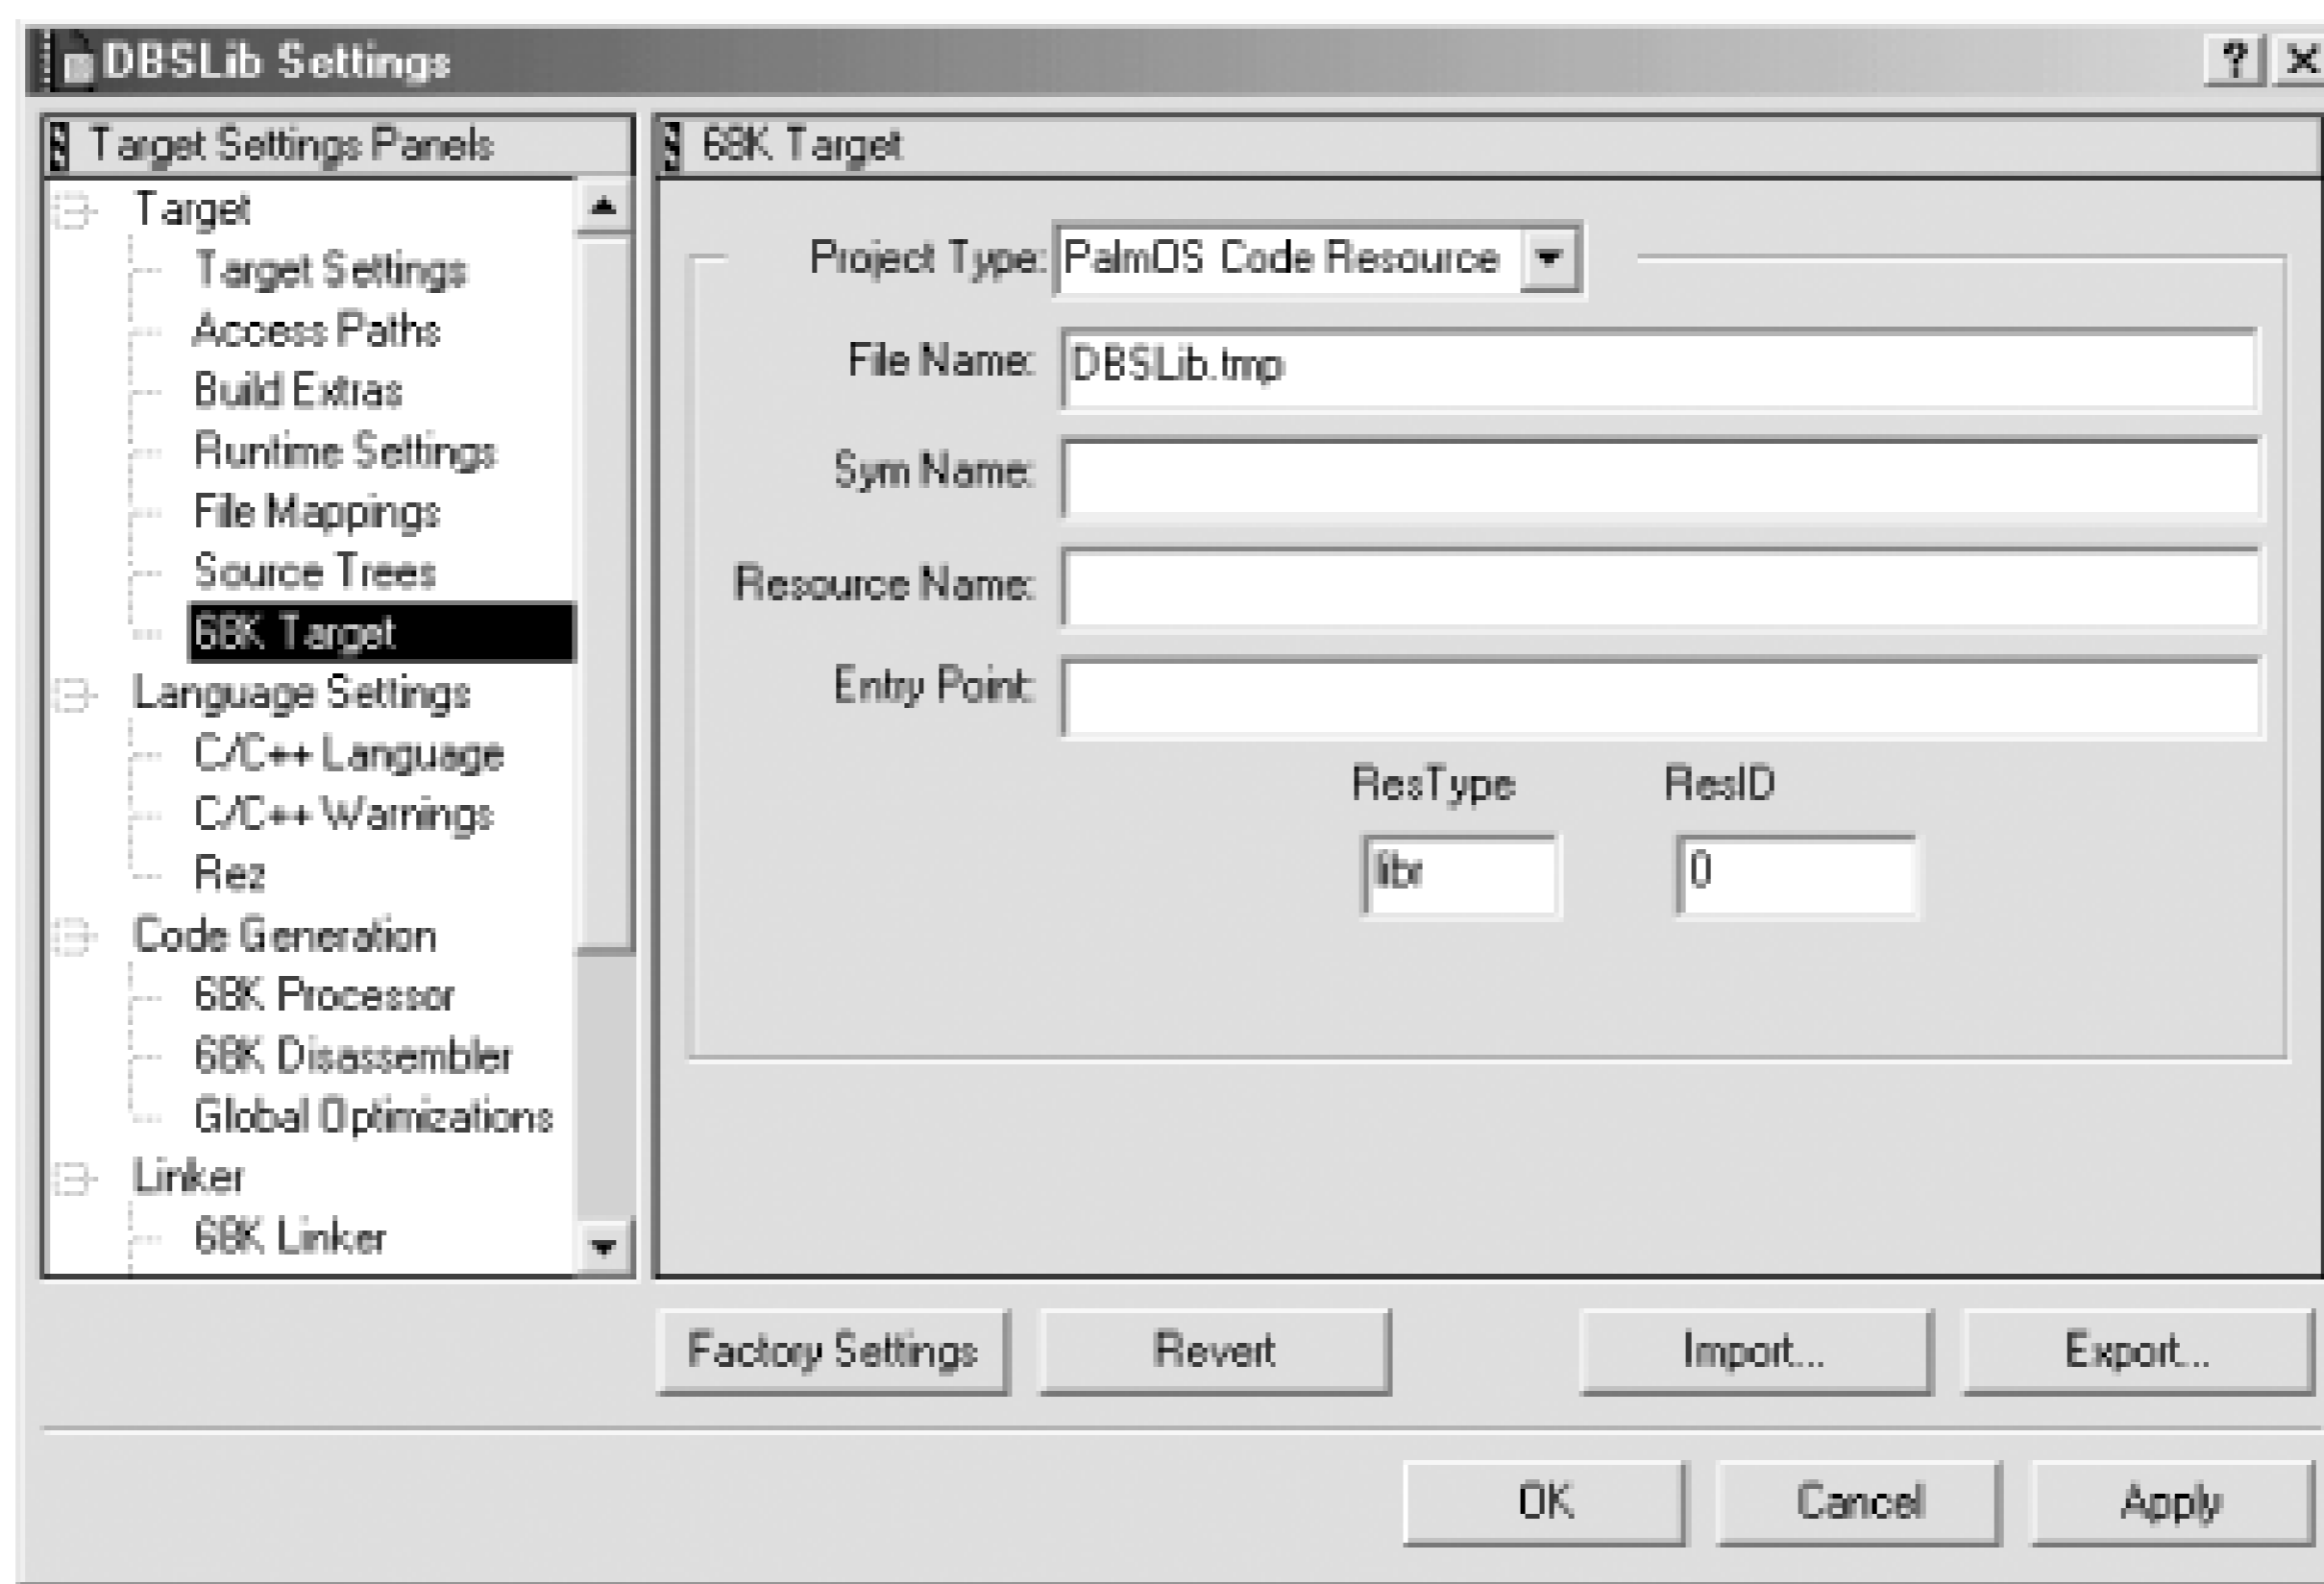 DBSLib Settings
Target Settings Panels
Target
Target Settings
Access Paths
Build Extras
Runtime Settings
File Mappings
Source Trees
68K Target
Language Settings
C/C++ Language
C/C++ Warnings
Rez
Code Generation
68K Processor
68K Disassembler
Global Optimizations
Linker
68K Linker
68K Target
Project Type: PalmOS Code Resource
File Name: DBSLib.tmp
Sym Name:
Resource Name:
Entry Point:
ResType ResID
libr 0
Factory Settings Revert Import... Export...
OK Cancel Apply